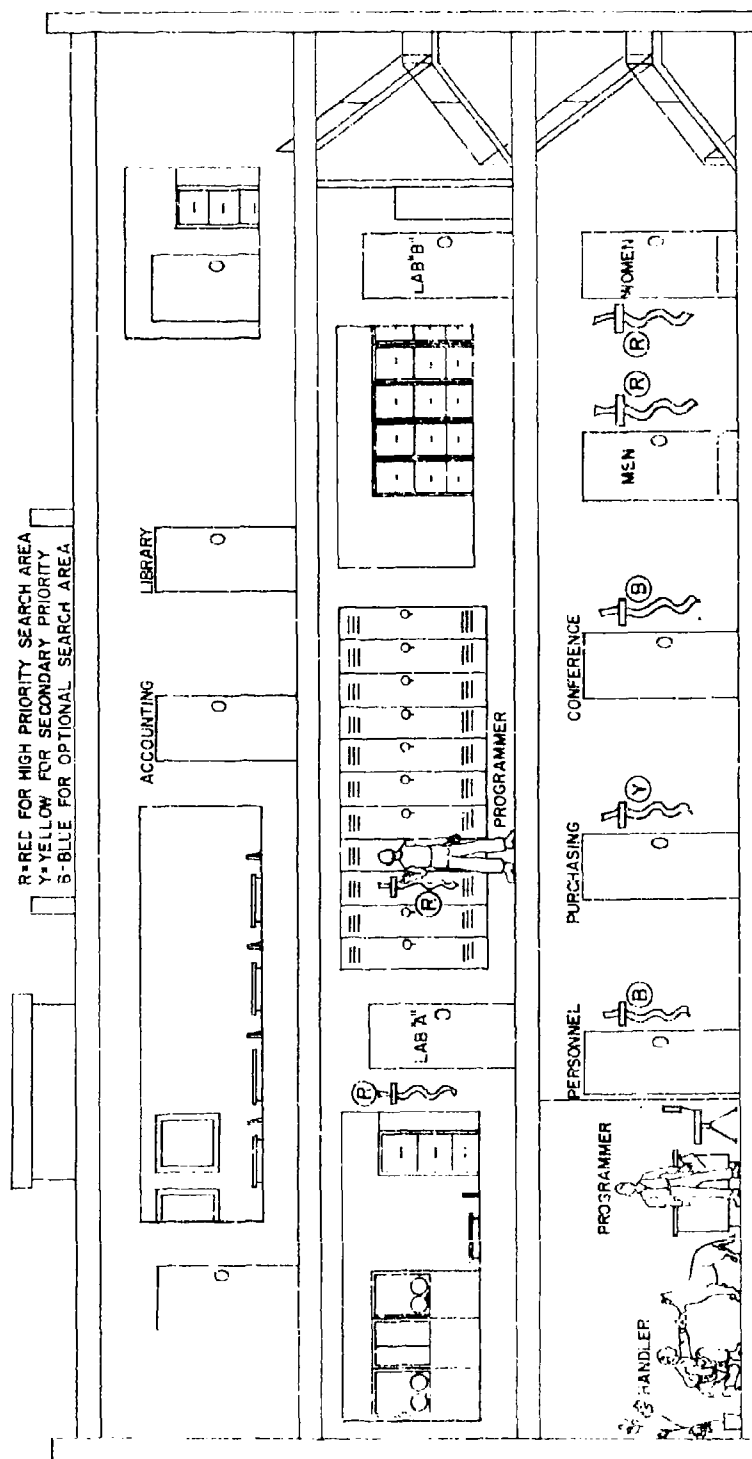 R=RED FOR HIGH PRIORITY SEARCH AREA
Y=YELLOW FOR SECONDARY PRIORITY
B-BLUE FOR OPTIONAL SEARCH AREA
ACCOUNTING
LIBRARY
R
LAB "A"
R
PROGRAMMER
LAB "B"
HANDLER
PROGRAMMER
PERSONNEL
B
PURCHASING
Y
CONFERENCE
B
MEN
R
R
WOMEN